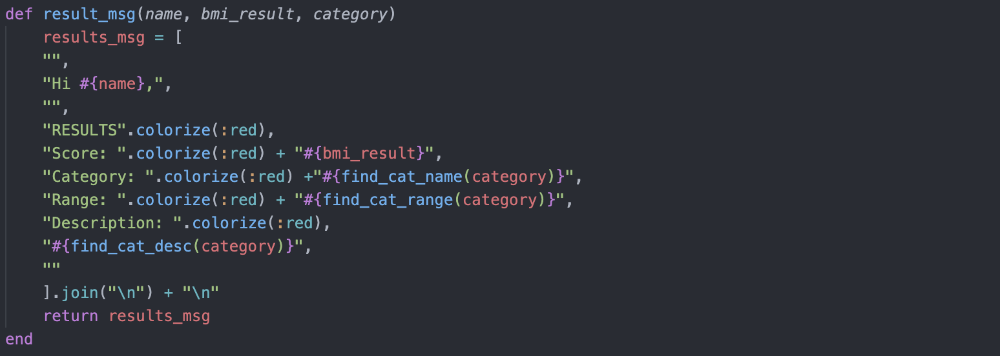 def result_msg(name, bmi_result, category)
    results_msg = [
    "",
    "Hi #{name},",
    "",
    "RESULTS".colorize(:red),
    "Score: ".colorize(:red) + "#{bmi_result}",
    "Category: ".colorize(:red) +"#{find_cat_name(category)}",
    "Range: ".colorize(:red) + "#{find_cat_range(category)}",
    "Description: ".colorize(:red),
    "#{find_cat_desc(category)}",
    ""
    ].join("\n") + "\n"
    return results_msg
end